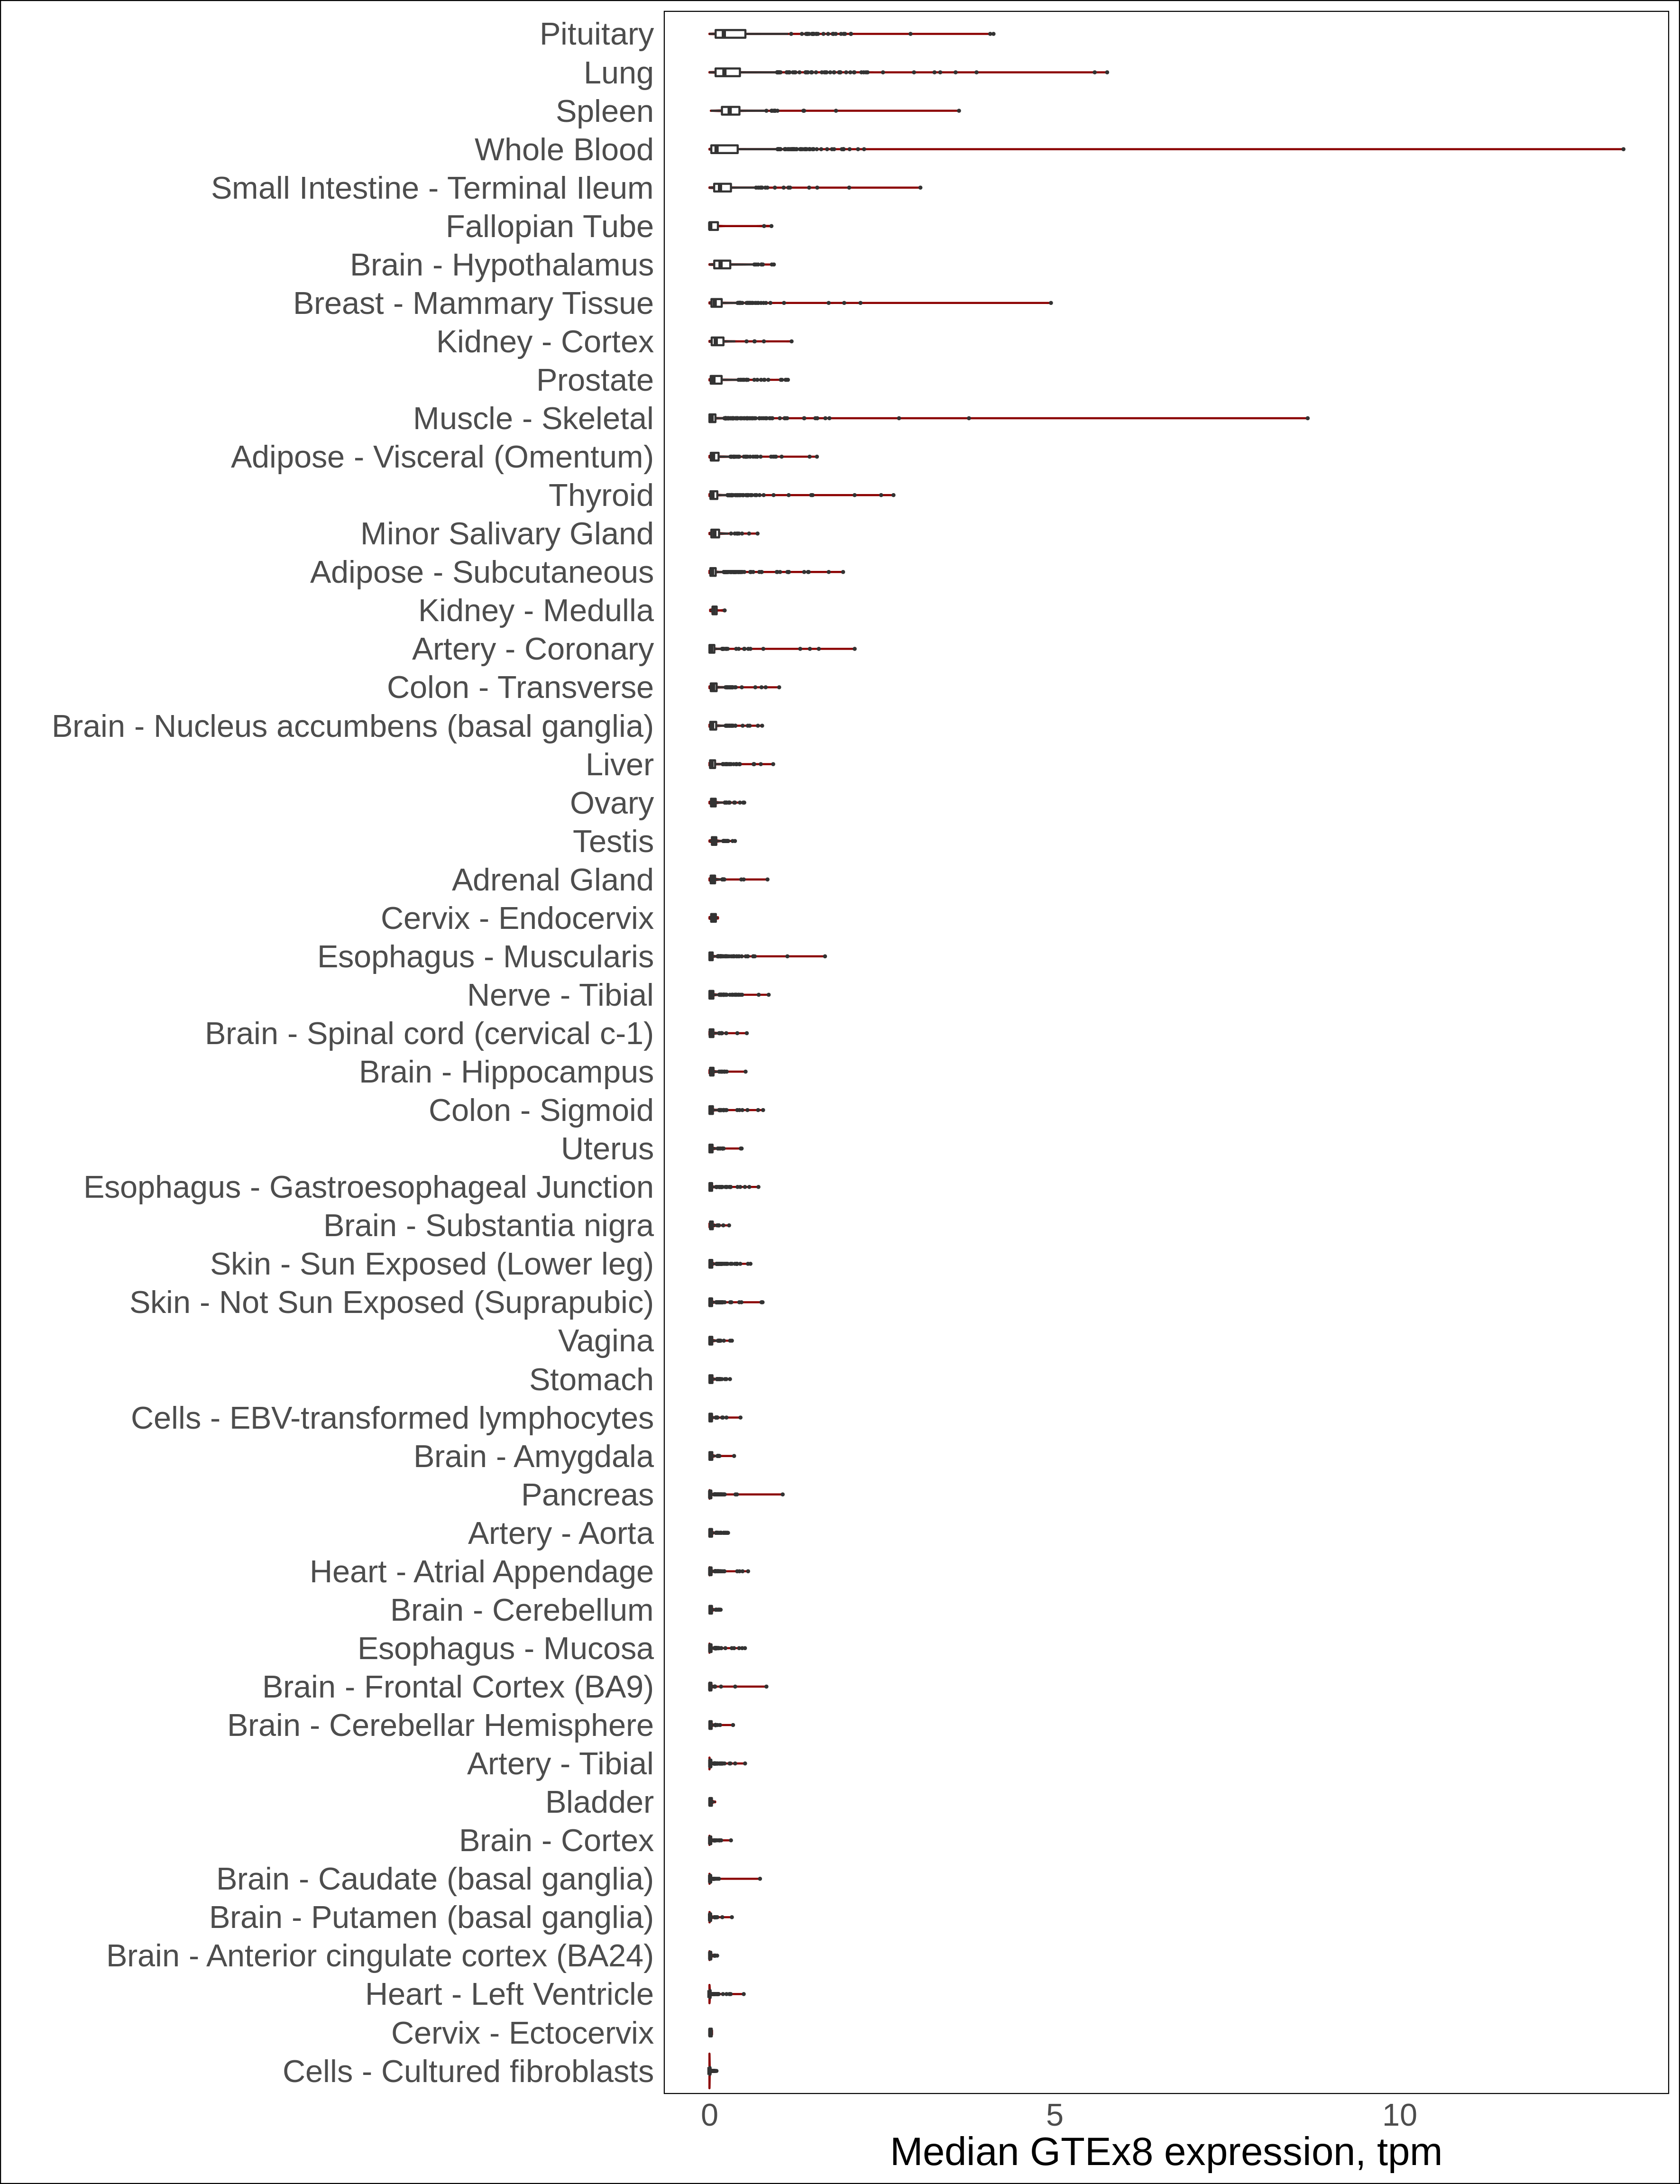 Pituitary
Lung
Spleen
Whole Blood
Small Intestine - Terminal Ileum
Fallopian Tube
Brain - Hypothalamus
Breast - Mammary Tissue
Kidney - Cortex
Prostate
Muscle - Skeletal
Adipose - Visceral (Omentum)
Thyroid
Minor Salivary Gland
Adipose - Subcutaneous
Kidney - Medulla
Artery - Coronary
Colon - Transverse
Brain - Nucleus accumbens (basal ganglia)
Liver
Ovary
Testis
Adrenal Gland
Cervix - Endocervix
Esophagus - Muscularis
Nerve - Tibial
Brain - Spinal cord (cervical c-1)
Brain - Hippocampus
Colon - Sigmoid
Uterus
Esophagus - Gastroesophageal Junction
Brain - Substantia nigra
Skin - Sun Exposed (Lower leg)
Skin - Not Sun Exposed (Suprapubic)
Vagina
Stomach
Cells - EBV-transformed lymphocytes
Brain - Amygdala
Pancreas
Artery - Aorta
Heart - Atrial Appendage
Brain - Cerebellum
Esophagus - Mucosa
Brain - Frontal Cortex (BA9)
Brain - Cerebellar Hemisphere
Artery - Tibial
Bladder
Brain - Cortex
Brain - Caudate (basal ganglia)
Brain - Putamen (basal ganglia)
Brain - Anterior cingulate cortex (BA24)
Heart - Left Ventricle
Cervix - Ectocervix
Cells - Cultured fibroblasts
0 5 10
Median GTEx8 expression, tpm